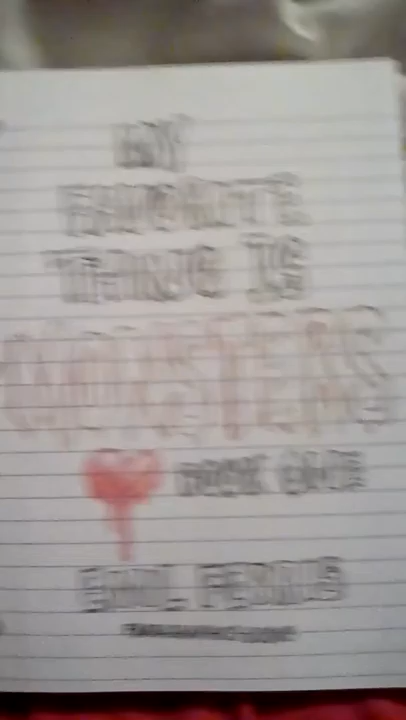 MY
FAVORITE
THING IS
MONSTERS
BOOK ONE
EMIL FERRIS